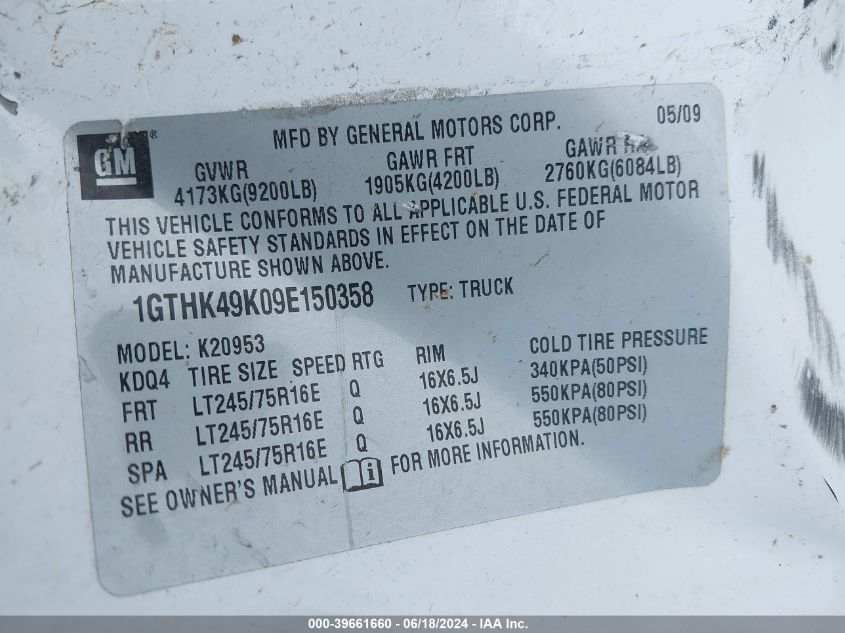 GM
®
MFD BY GENERAL MOTORS CORP. 05/09
GVWR GAWR FRT GAWR
4173KG(9200LB) 1905KG(4200LB) 2760KG(6084LB)
THIS VEHICLE CONFORMS TO ALL APPLICABLE U.S. FEDERAL MOTOR
VEHICLE SAFETY STANDARDS IN EFFECT ON THE DATE OF
MANUFACTURE SHOWN ABOVE.
1GTHK49K09E150358 TYPE: TRUCK
MODEL: K20953
KDQ4 TIRE SIZE SPEED RTG RIM COLD TIRE PRESSURE
FRT LT245/75R16E Q 16X6.5J 340KPA(50PSI)
RR LT245/75R16E Q 16X6.5J 550KPA(80PSI)
SPA LT245/75R16E Q 16X6.5J 550KPA(80PSI)
SEE OWNER'S MANUAL FOR MORE INFORMATION.
000-39661660 - 06/18/2024 - IAA Inc.